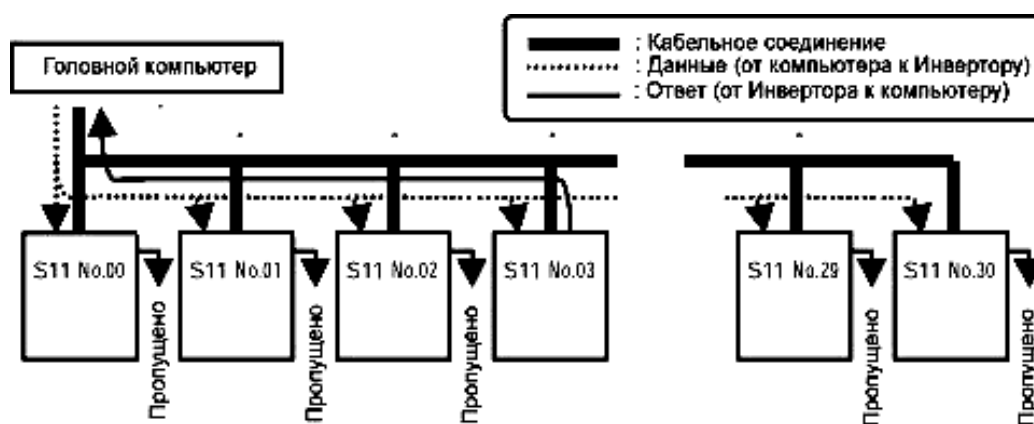 Головной компьютер
: Кабельное соединение
: Данные (от компьютера к Инвертору)
: Ответ (от Инвертора к компьютеру)
S11 No.00
S11 No.01
S11 No.02
S11 No.03
S11 No.29
S11 No.30
Пропущено
Пропущено
Пропущено
Пропущено
Пропущено